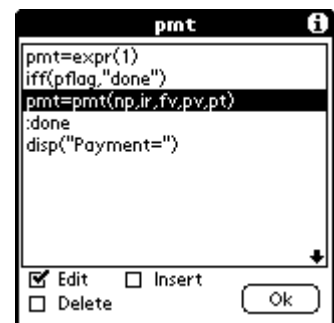 pmt
pmt=expr(1)
iff(pflag,"done")
pmt=pmt(np,ir,fv,pv,pt)
:done
disp("Payment=")
Edit Insert
Delete
Ok